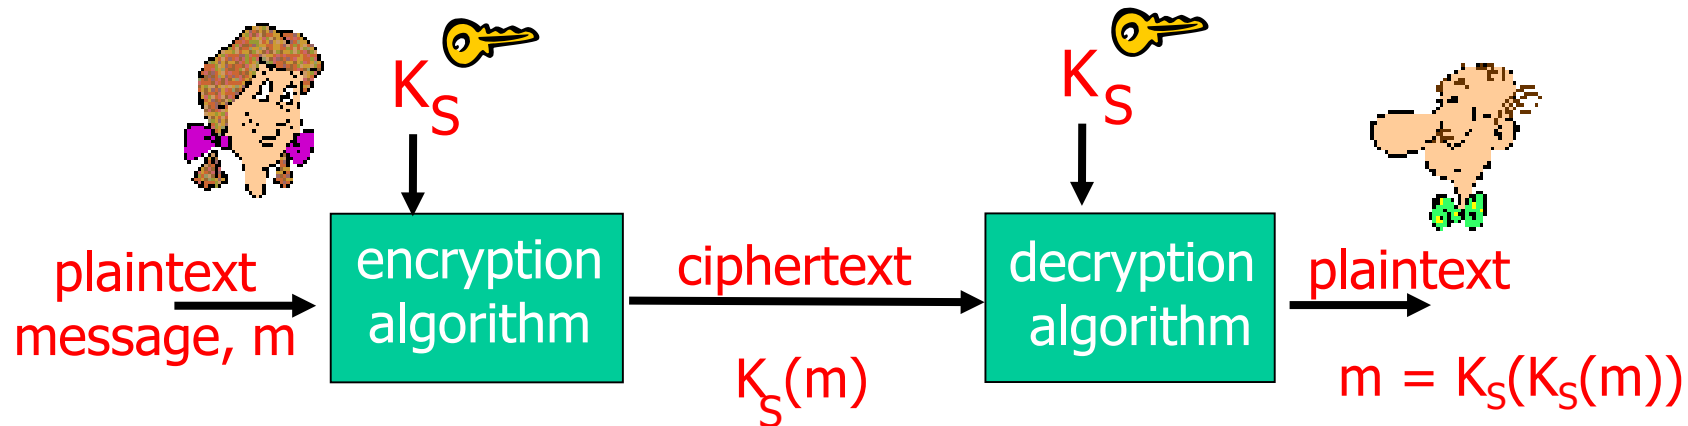 K_S
K_S
plaintext
message, m
encryption
algorithm
ciphertext
K_S(m)
decryption
algorithm
plaintext
m = K_S(K_S(m))